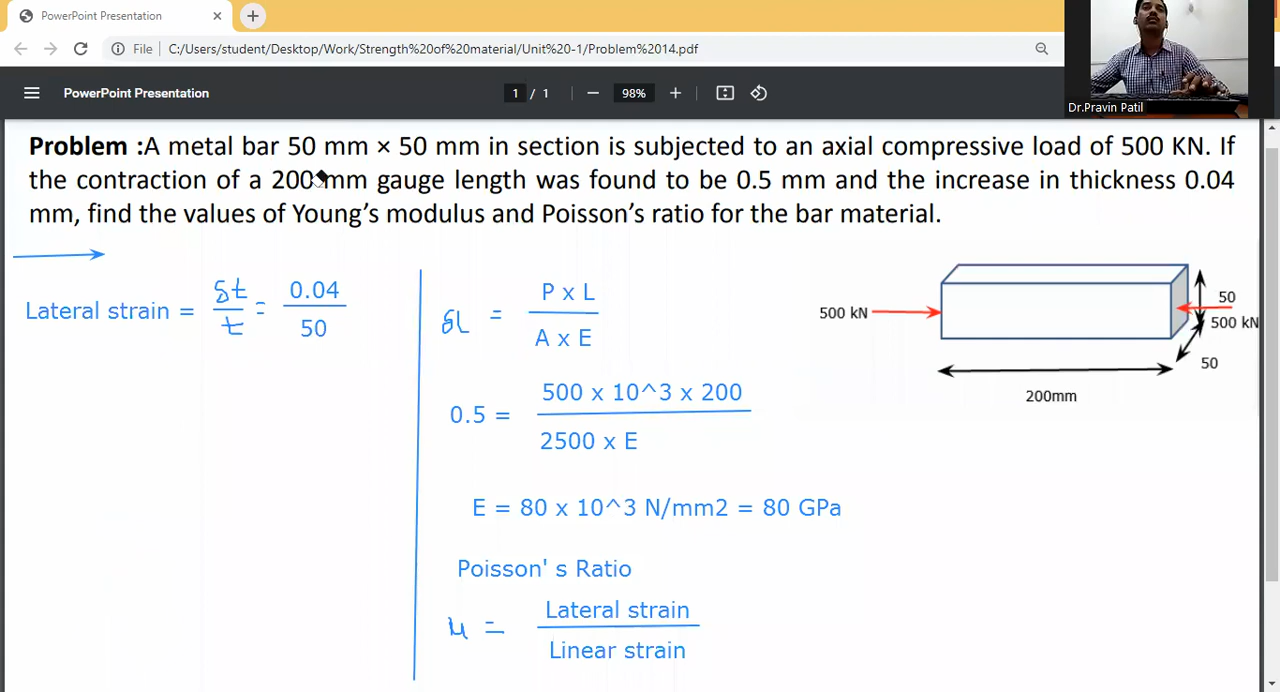 PowerPoint Presentation
File C:/Users/student/Desktop/Work/Strength%20of%20material/Unit%20-1/Problem%2014.pdf
PowerPoint Presentation
1 / 1
98%
Dr.Pravin Patil
Problem :A metal bar 50 mm × 50 mm in section is subjected to an axial compressive load of 500 KN. If
the contraction of a 200 mm gauge length was found to be 0.5 mm and the increase in thickness 0.04
mm, find the values of Young's modulus and Poisson's ratio for the bar material.
Lateral strain = δt/t = 0.04/50
δL = P x L
A x E
0.5 = 500 x 10^3 x 200
2500 x E
E = 80 x 10^3 N/mm2 = 80 GPa
Poisson' s Ratio
μ = Lateral strain
Linear strain
500 kN
50
500 kN
50
200mm